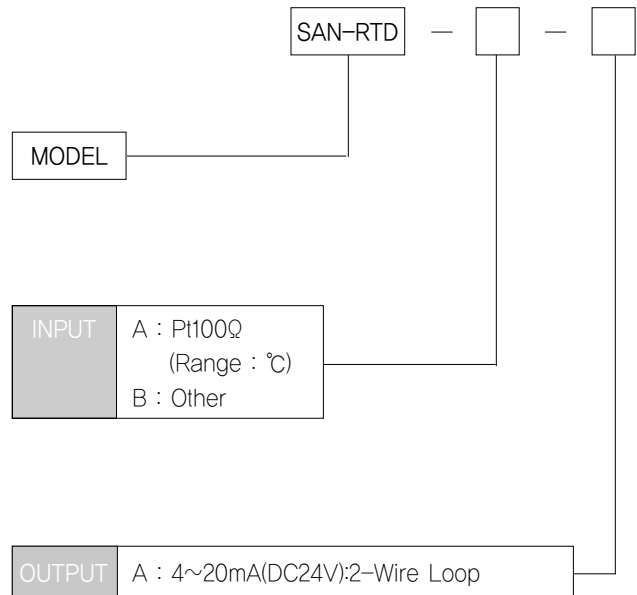 SAN-RTD － □ － □
MODEL
INPUT
A : Pt100Ω
(Range : ℃)
B : Other
OUTPUT
A : 4~20mA(DC24V):2-Wire Loop